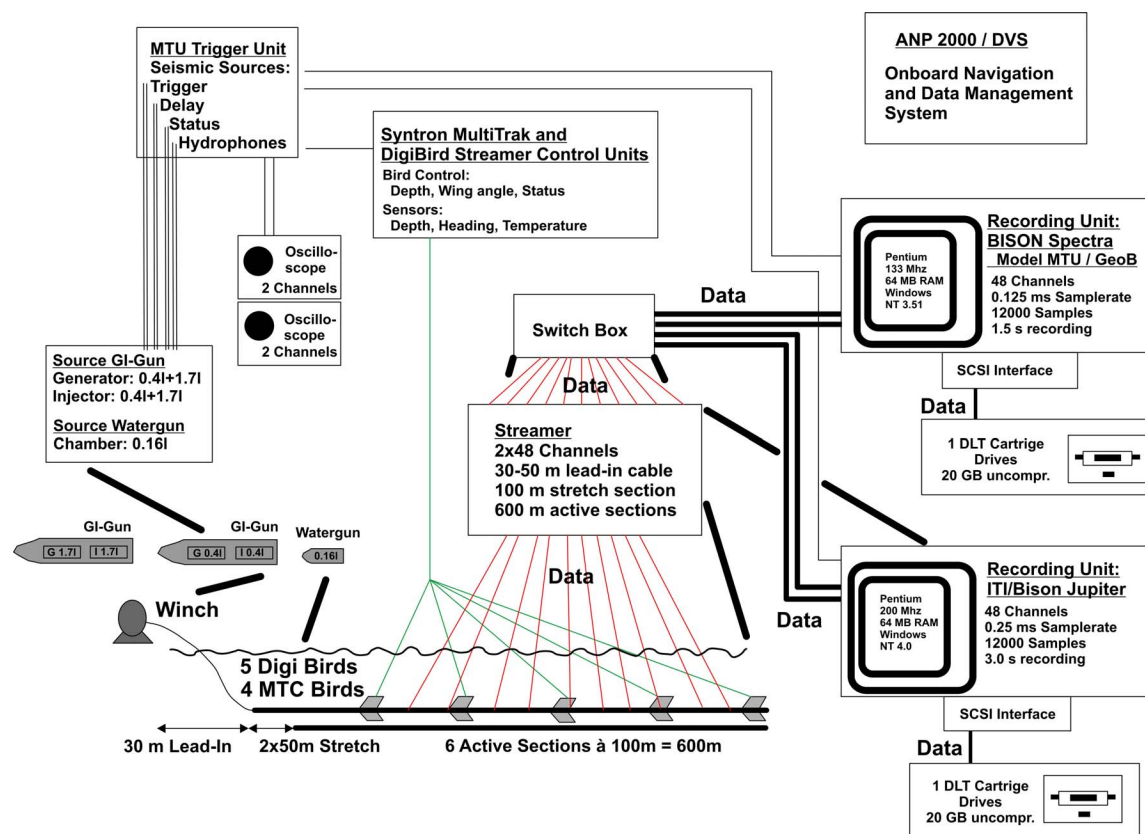 MTU Trigger Unit
Seismic Sources:
Trigger
Delay
Status
Hydrophones
ANP 2000 / DVS
Onboard Navigation
and Data Management
System
Syntron MultiTrak and
DigiBird Streamer Control Units
Bird Control:
Depth, Wing angle, Status
Sensors:
Depth, Heading, Temperature
Oscillo-
scope
2 Channels
Oscillo-
scope
2 Channels
Recording Unit:
BISON Spectra
Model MTU / GeoB
48 Channels
0.125 ms Samplerate
12000 Samples
1.5 s recording
Pentium
133 Mhz
64 MB RAM
Windows
NT 3.51
Data
Switch Box
Data
SCSI Interface
Data
1 DLT Cartrige
Drives
20 GB uncompr.
Source GI-Gun
Generator: 0.4l+1.7l
Injector: 0.4l+1.7l
Source Watergun
Chamber: 0.16l
Streamer
2x48 Channels
30-50 m lead-in cable
100 m stretch section
600 m active sections
GI-Gun
G 1.7l
I 1.7l
GI-Gun
G 0.4l
I 0.4l
Watergun
0.16l
Data
Winch
Data
Recording Unit:
ITI/Bison Jupiter
48 Channels
0.25 ms Samplerate
12000 Samples
3.0 s recording
Pentium
200 Mhz
64 MB RAM
Windows
NT 4.0
5 Digi Birds
4 MTC Birds
30 m Lead-In
2x50m Stretch
6 Active Sections à 100m = 600m
SCSI Interface
Data
1 DLT Cartrige
Drives
20 GB uncompr.